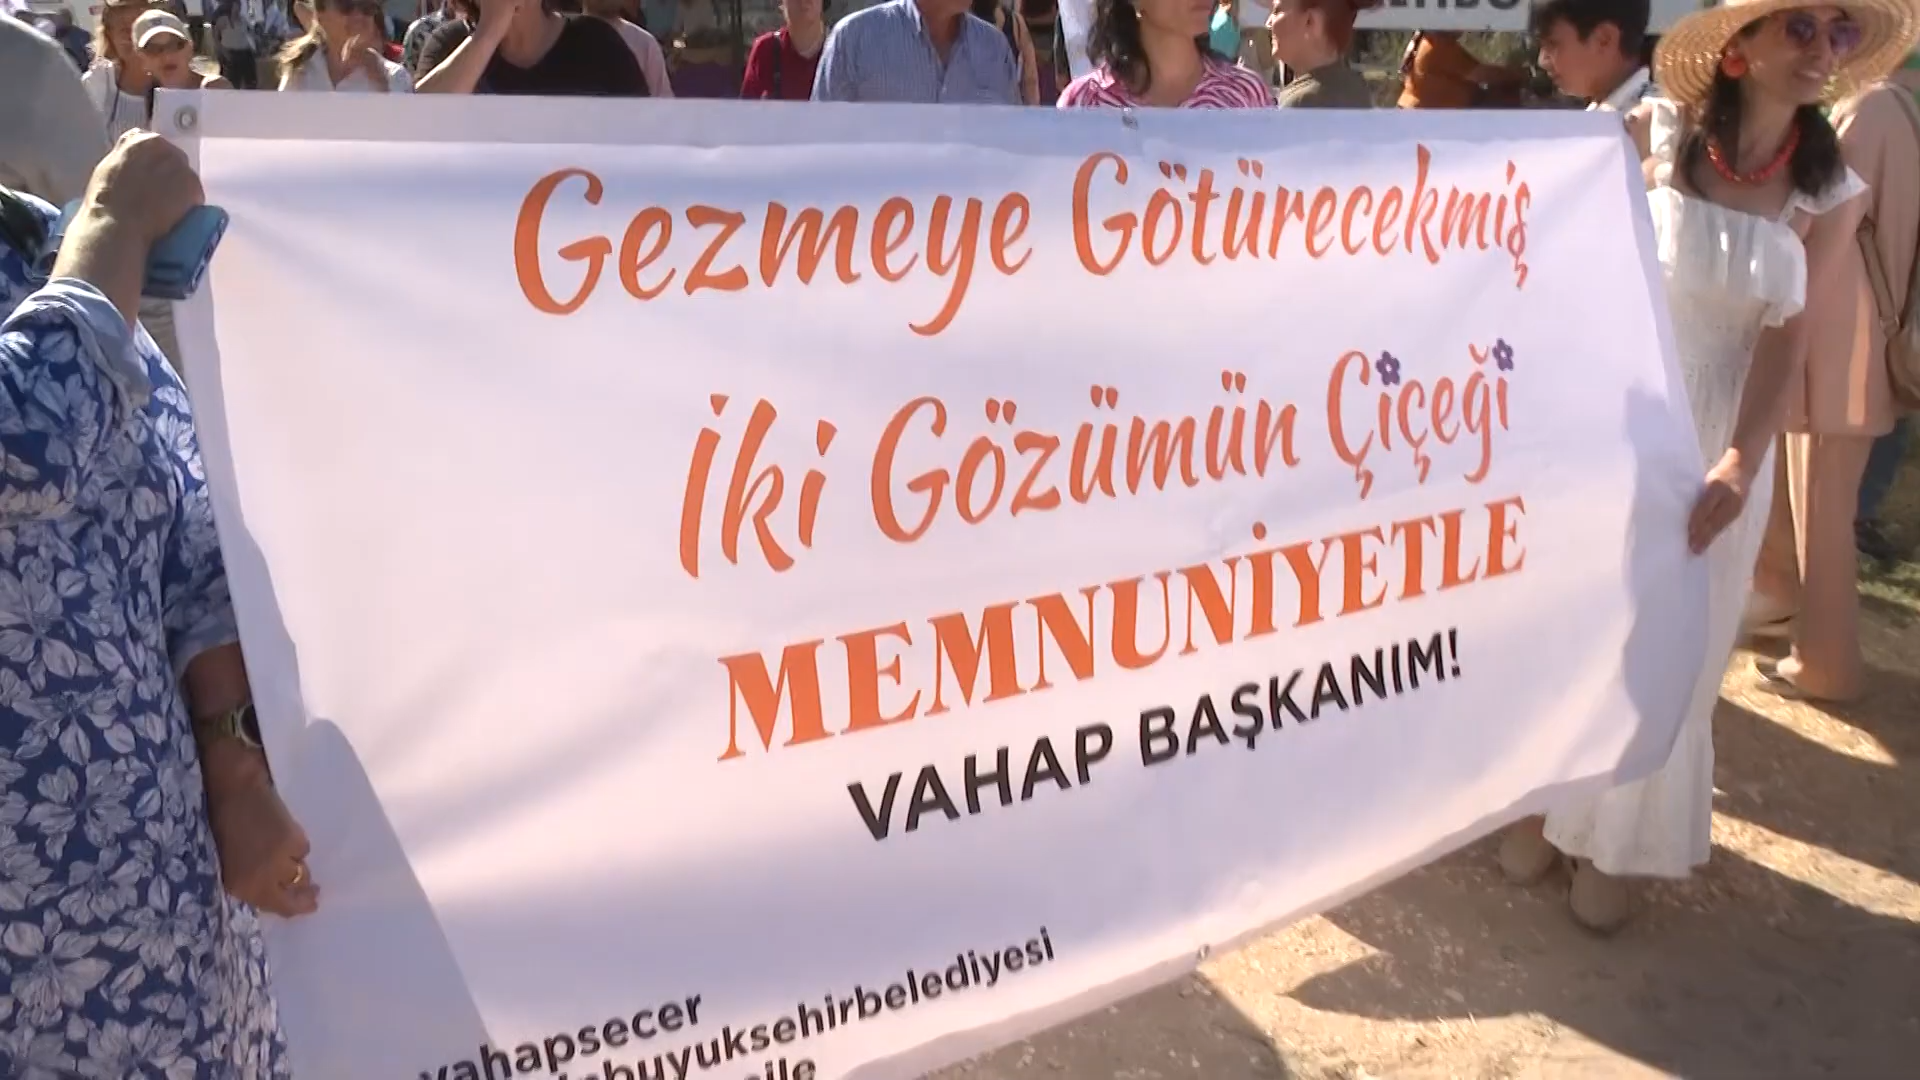 Gezmeye Götürecekmiş
İki Gözümün Çiçeği
MEMNUNİYETLE
VAHAP BAŞKANIM!
vahapsecer